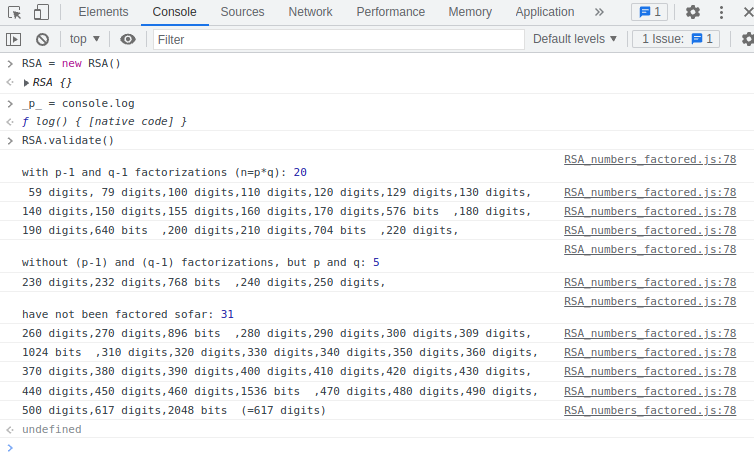 Elements Console Sources Network Performance Memory Application » 1
top Filter Default levels 1 Issue: 1
> RSA = new RSA()
RSA {}
> _p_ = console.log
ƒ log() { [native code] }
> RSA.validate()
RSA_numbers_factored.js:78
with p-1 and q-1 factorizations (n=p*q): 20
59 digits, 79 digits,100 digits,110 digits,120 digits,129 digits,130 digits, RSA_numbers_factored.js:78
140 digits,150 digits,155 digits,160 digits,170 digits,576 bits ,180 digits, RSA_numbers_factored.js:78
190 digits,640 bits ,200 digits,210 digits,704 bits ,220 digits, RSA_numbers_factored.js:78
RSA_numbers_factored.js:78
without (p-1) and (q-1) factorizations, but p and q: 5
230 digits,232 digits,768 bits ,240 digits,250 digits, RSA_numbers_factored.js:78
RSA_numbers_factored.js:78
have not been factored sofar: 31
260 digits,270 digits,896 bits ,280 digits,290 digits,300 digits,309 digits, RSA_numbers_factored.js:78
1024 bits ,310 digits,320 digits,330 digits,340 digits,350 digits,360 digits, RSA_numbers_factored.js:78
370 digits,380 digits,390 digits,400 digits,410 digits,420 digits,430 digits, RSA_numbers_factored.js:78
440 digits,450 digits,460 digits,1536 bits ,470 digits,480 digits,490 digits, RSA_numbers_factored.js:78
500 digits,617 digits,2048 bits (=617 digits) RSA_numbers_factored.js:78
undefined
>